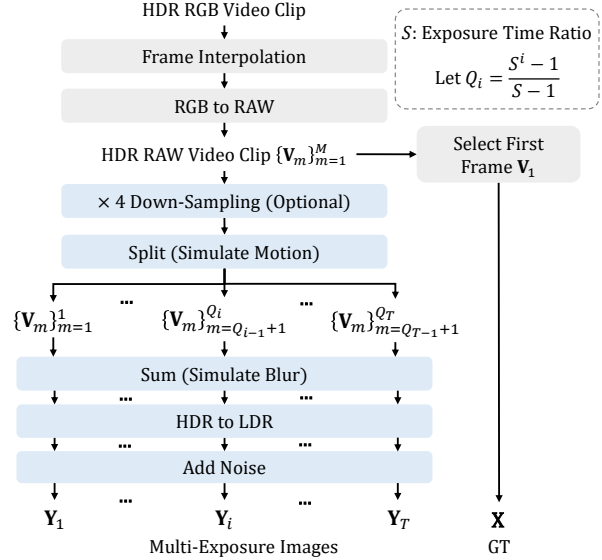 HDR RGB Video Clip
S: Exposure Time Ratio
Let Q_i = (S^i − 1) / (S − 1)
Frame Interpolation
RGB to RAW
HDR RAW Video Clip {V_m}_{m=1}^{M}
Select First
Frame V_1
× 4 Down-Sampling (Optional)
Split (Simulate Motion)
... ...
{V_m}_{m=1}^{1} {V_m}_{m=Q_{i−1}+1}^{Q_i} {V_m}_{m=Q_{T−1}+1}^{Q_T}
Sum (Simulate Blur)
... ...
HDR to LDR
... ...
Add Noise
... ...
Y_1 Y_i Y_T X
Multi-Exposure Images GT